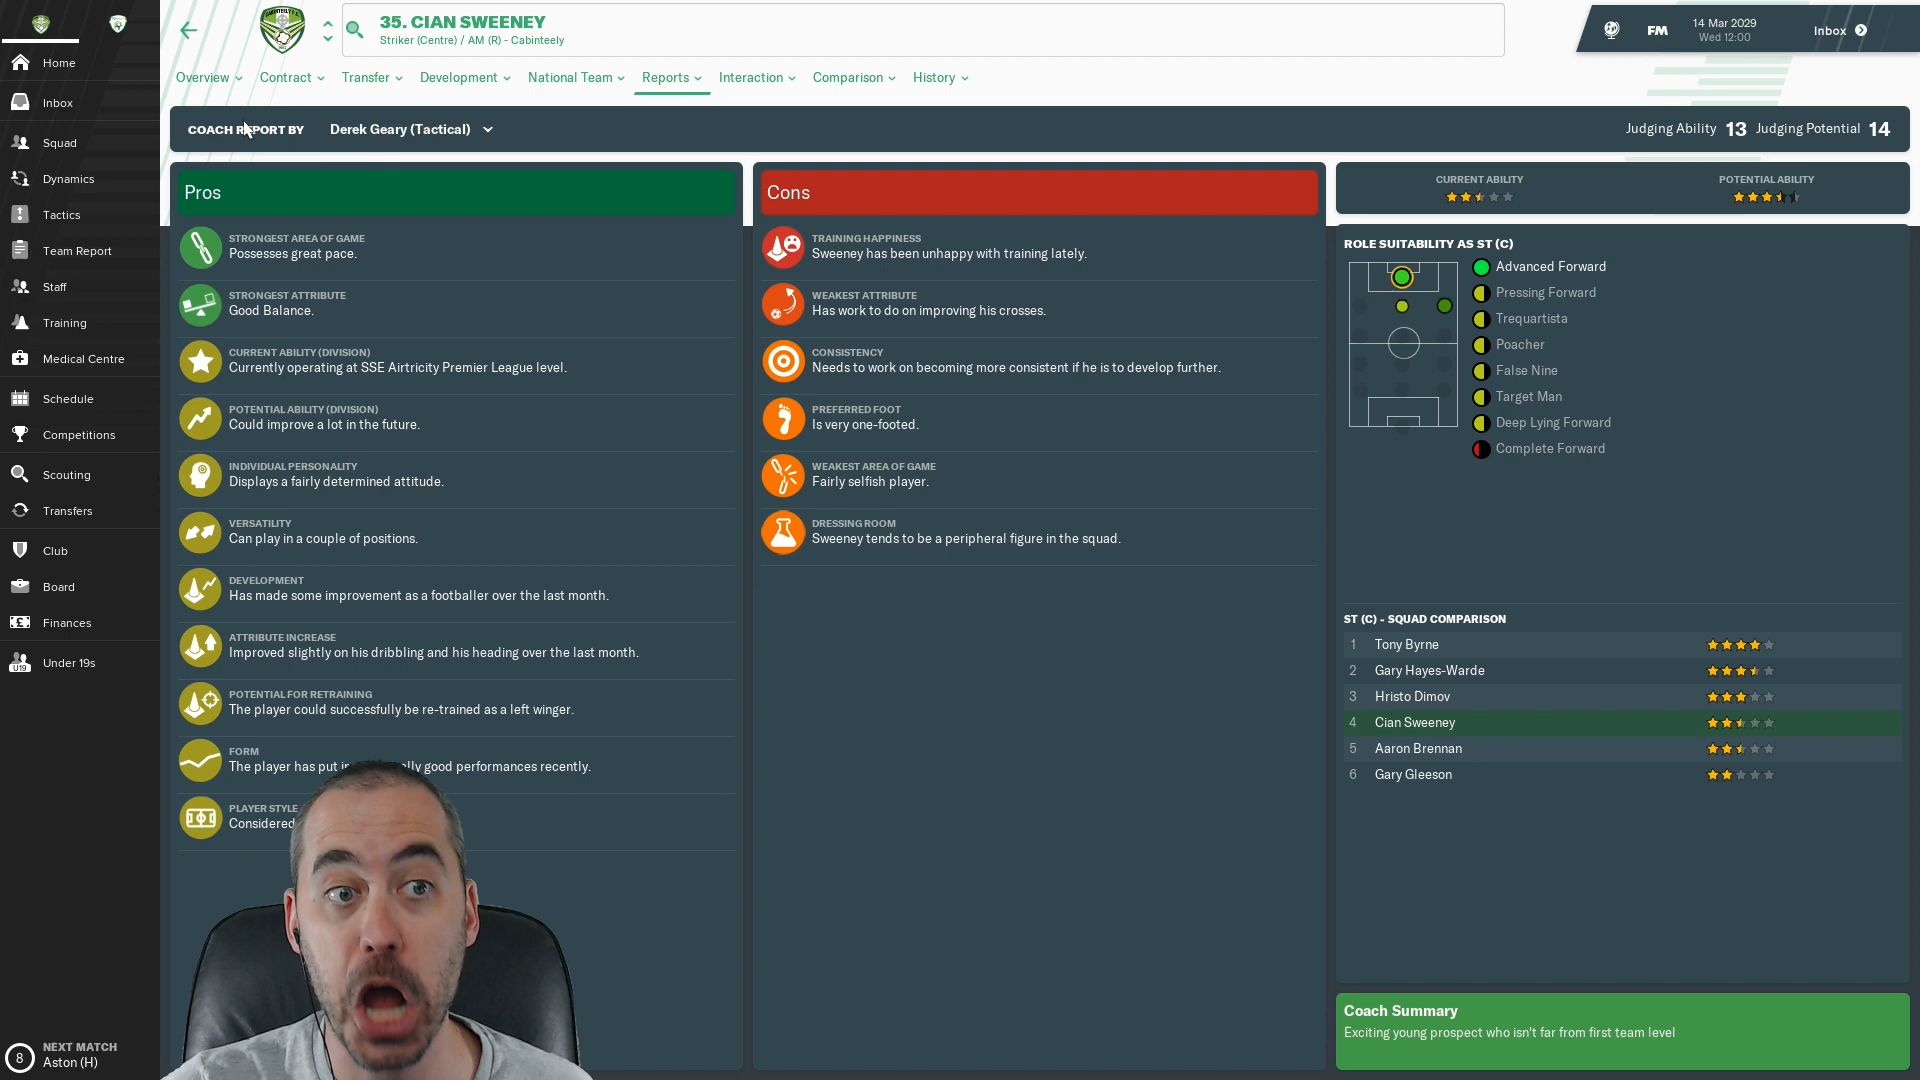 35. CIAN SWEENEY
Striker (Centre) / AM (R) - Cabinteely
FM
14 Mar 2029
Wed 12:00
Inbox
Overview
Contract
Transfer
Development
National Team
Reports
Interaction
Comparison
History
Home
Inbox
Squad
Dynamics
Tactics
Team Report
Staff
Training
Medical Centre
Schedule
Competitions
Scouting
Transfers
Club
Board
Finances
U19
Under 19s
8
NEXT MATCH
Aston (H)
COACH REPORT BY
Derek Geary (Tactical)
Judging Ability 13 Judging Potential 14
Pros
STRONGEST AREA OF GAME
Possesses great pace.
STRONGEST ATTRIBUTE
Good Balance.
CURRENT ABILITY (DIVISION)
Currently operating at SSE Airtricity Premier League level.
POTENTIAL ABILITY (DIVISION)
Could improve a lot in the future.
INDIVIDUAL PERSONALITY
Displays a fairly determined attitude.
VERSATILITY
Can play in a couple of positions.
DEVELOPMENT
Has made some improvement as a footballer over the last month.
ATTRIBUTE INCREASE
Improved slightly on his dribbling and his heading over the last month.
POTENTIAL FOR RETRAINING
The player could successfully be re-trained as a left winger.
FORM
The player has put good performances recently.
PLAYER STYLE
Considered
Cons
TRAINING HAPPINESS
Sweeney has been unhappy with training lately.
WEAKEST ATTRIBUTE
Has work to do on improving his crosses.
CONSISTENCY
Needs to work on becoming more consistent if he is to develop further.
PREFERRED FOOT
Is very one-footed.
WEAKEST AREA OF GAME
Fairly selfish player.
DRESSING ROOM
Sweeney tends to be a peripheral figure in the squad.
CURRENT ABILITY
POTENTIAL ABILITY
ROLE SUITABILITY AS ST (C)
Advanced Forward
Pressing Forward
Trequartista
Poacher
False Nine
Target Man
Deep Lying Forward
Complete Forward
ST (C) - SQUAD COMPARISON
1 Tony Byrne
2 Gary Hayes-Warde
3 Hristo Dimov
4 Cian Sweeney
5 Aaron Brennan
6 Gary Gleeson
Coach Summary
Exciting young prospect who isn't far from first team level